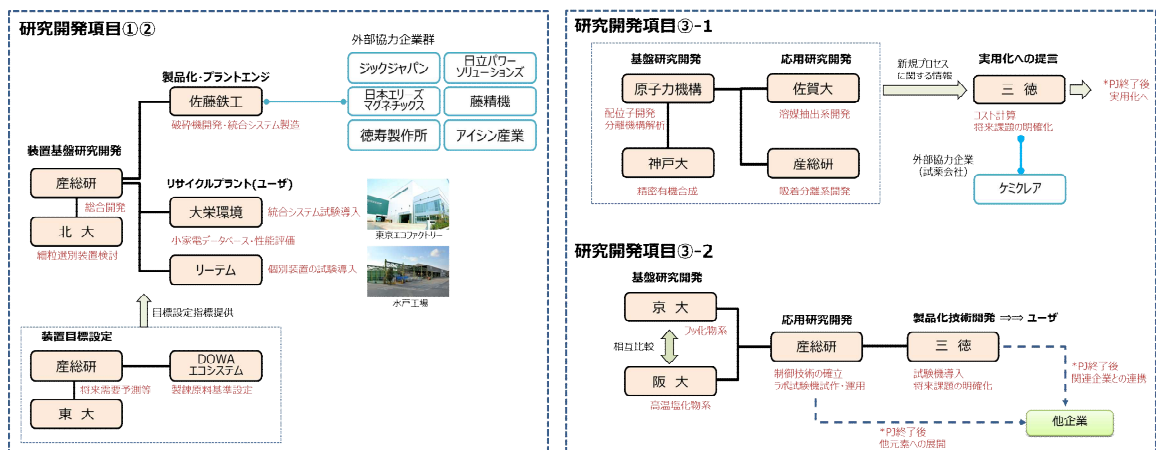 研究開発項目①②
外部協力企業群
製品化・プラントエンジ
佐藤鉄工
破砕機開発・統合システム製造
ジックジャパン
日立パワー
ソリューションズ
日本エリーズ
マグネチックス
藤精機
徳寿製作所
アイシン産業
装置基盤研究開発
産総研
総合開発
北 大
細粒選別装置検討
リサイクルプラント(ユーザ)
大栄環境
統合システム試験導入
小家電データベース・性能評価
東京エコファクトリー
リーテム
個別装置の試験導入
水戸工場
目標設定指標提供
装置目標設定
産総研
将来需要予測等
東 大
DOWA
エコシステム
製錬原料基準設定
研究開発項目③-1
基盤研究開発
原子力機構
配位子開発
分離機構解析
神戸大
精密有機合成
応用研究開発
佐賀大
溶媒抽出系開発
産総研
吸着分離系開発
新規プロセス
に関する情報
実用化への提言
三 徳
コスト計算
将来課題の明確化
*PJ終了後
実用化へ
外部協力企業
(試薬会社)
ケミクレア
研究開発項目③-2
基盤研究開発
京 大
フッ化物系
相互比較
阪 大
高温塩化物系
応用研究開発
産総研
制御技術の確立
ラボ試験機試作・運用
製品化技術開発 ⇒⇒ ユーザ
三 徳
試験機導入
将来課題の明確化
*PJ終了後
関連企業との連携
*PJ終了後
他元素への展開
他企業